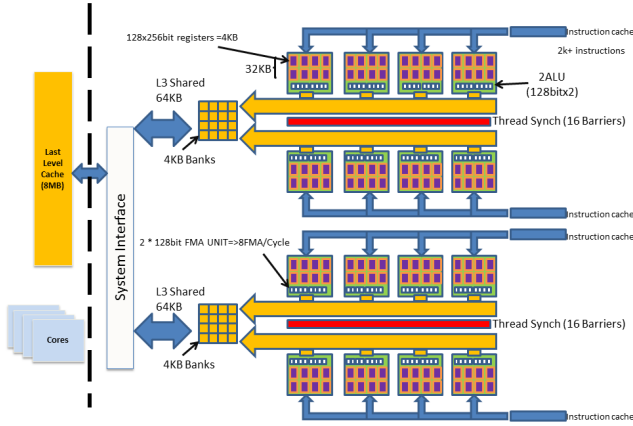 128x256bit registers =4KB
Instruction cache
2k+ instructions
32KB
2ALU
(128bitx2)
L3 Shared
64KB
Thread Synch (16 Barriers)
4KB Banks
Last
Level
Cache
(8MB)
System Interface
Instruction cache
Instruction cache
2 * 128bit FMA UNIT=>8FMA/Cycle
L3 Shared
64KB
Thread Synch (16 Barriers)
4KB Banks
Cores
Instruction cache